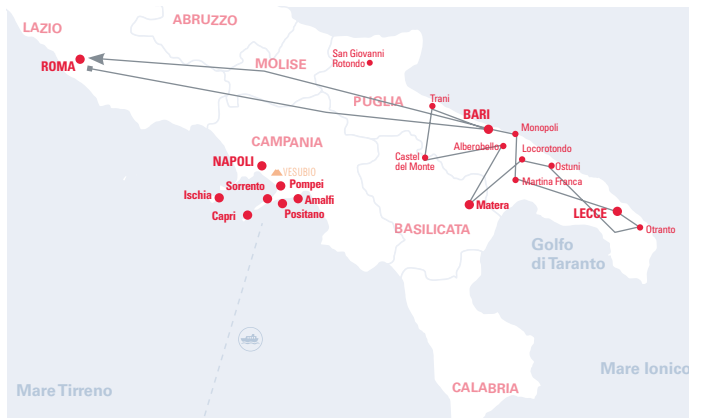 LAZIO
ABRUZZO
ROMA
MOLISE
San Giovanni
Rotondo
PUGLIA
Trani
BARI
Monopoli
CAMPANIA
Alberobello
Locorotondo
NAPOLI
VESUBIO
Castel
del Monte
Ostuni
Sorrento
Pompei
Martina Franca
Ischia
Amalfi
Capri
Positano
Matera
LECCE
BASILICATA
Otranto
Golfo
di Taranto
Mare Ionico
Mare Tirreno
CALABRIA